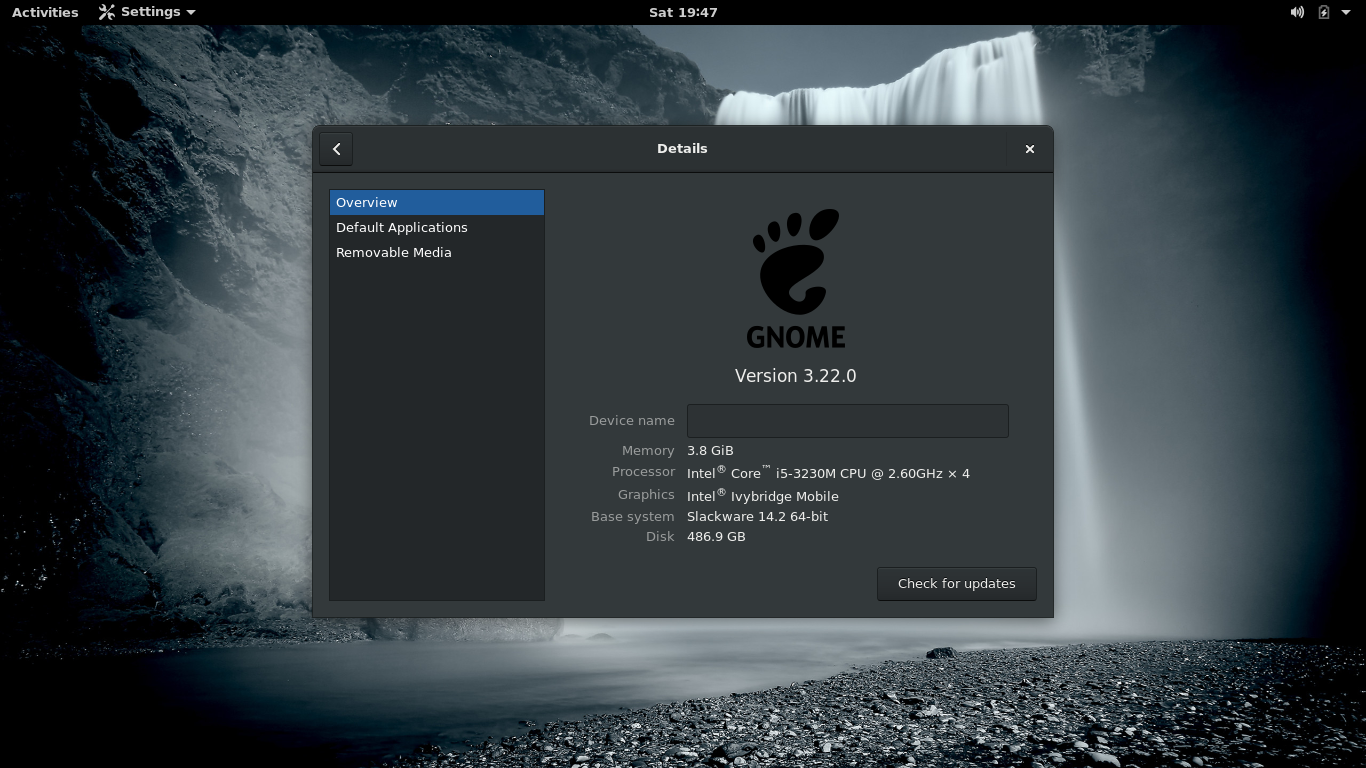 Activities Settings Sat 19:47
Details
Overview
Default Applications
Removable Media
GNOME
Version 3.22.0
Device name
Memory 3.8 GiB
Processor Intel® Core™ i5-3230M CPU @ 2.60GHz × 4
Graphics Intel® Ivybridge Mobile
Base system Slackware 14.2 64-bit
Disk 486.9 GB
Check for updates